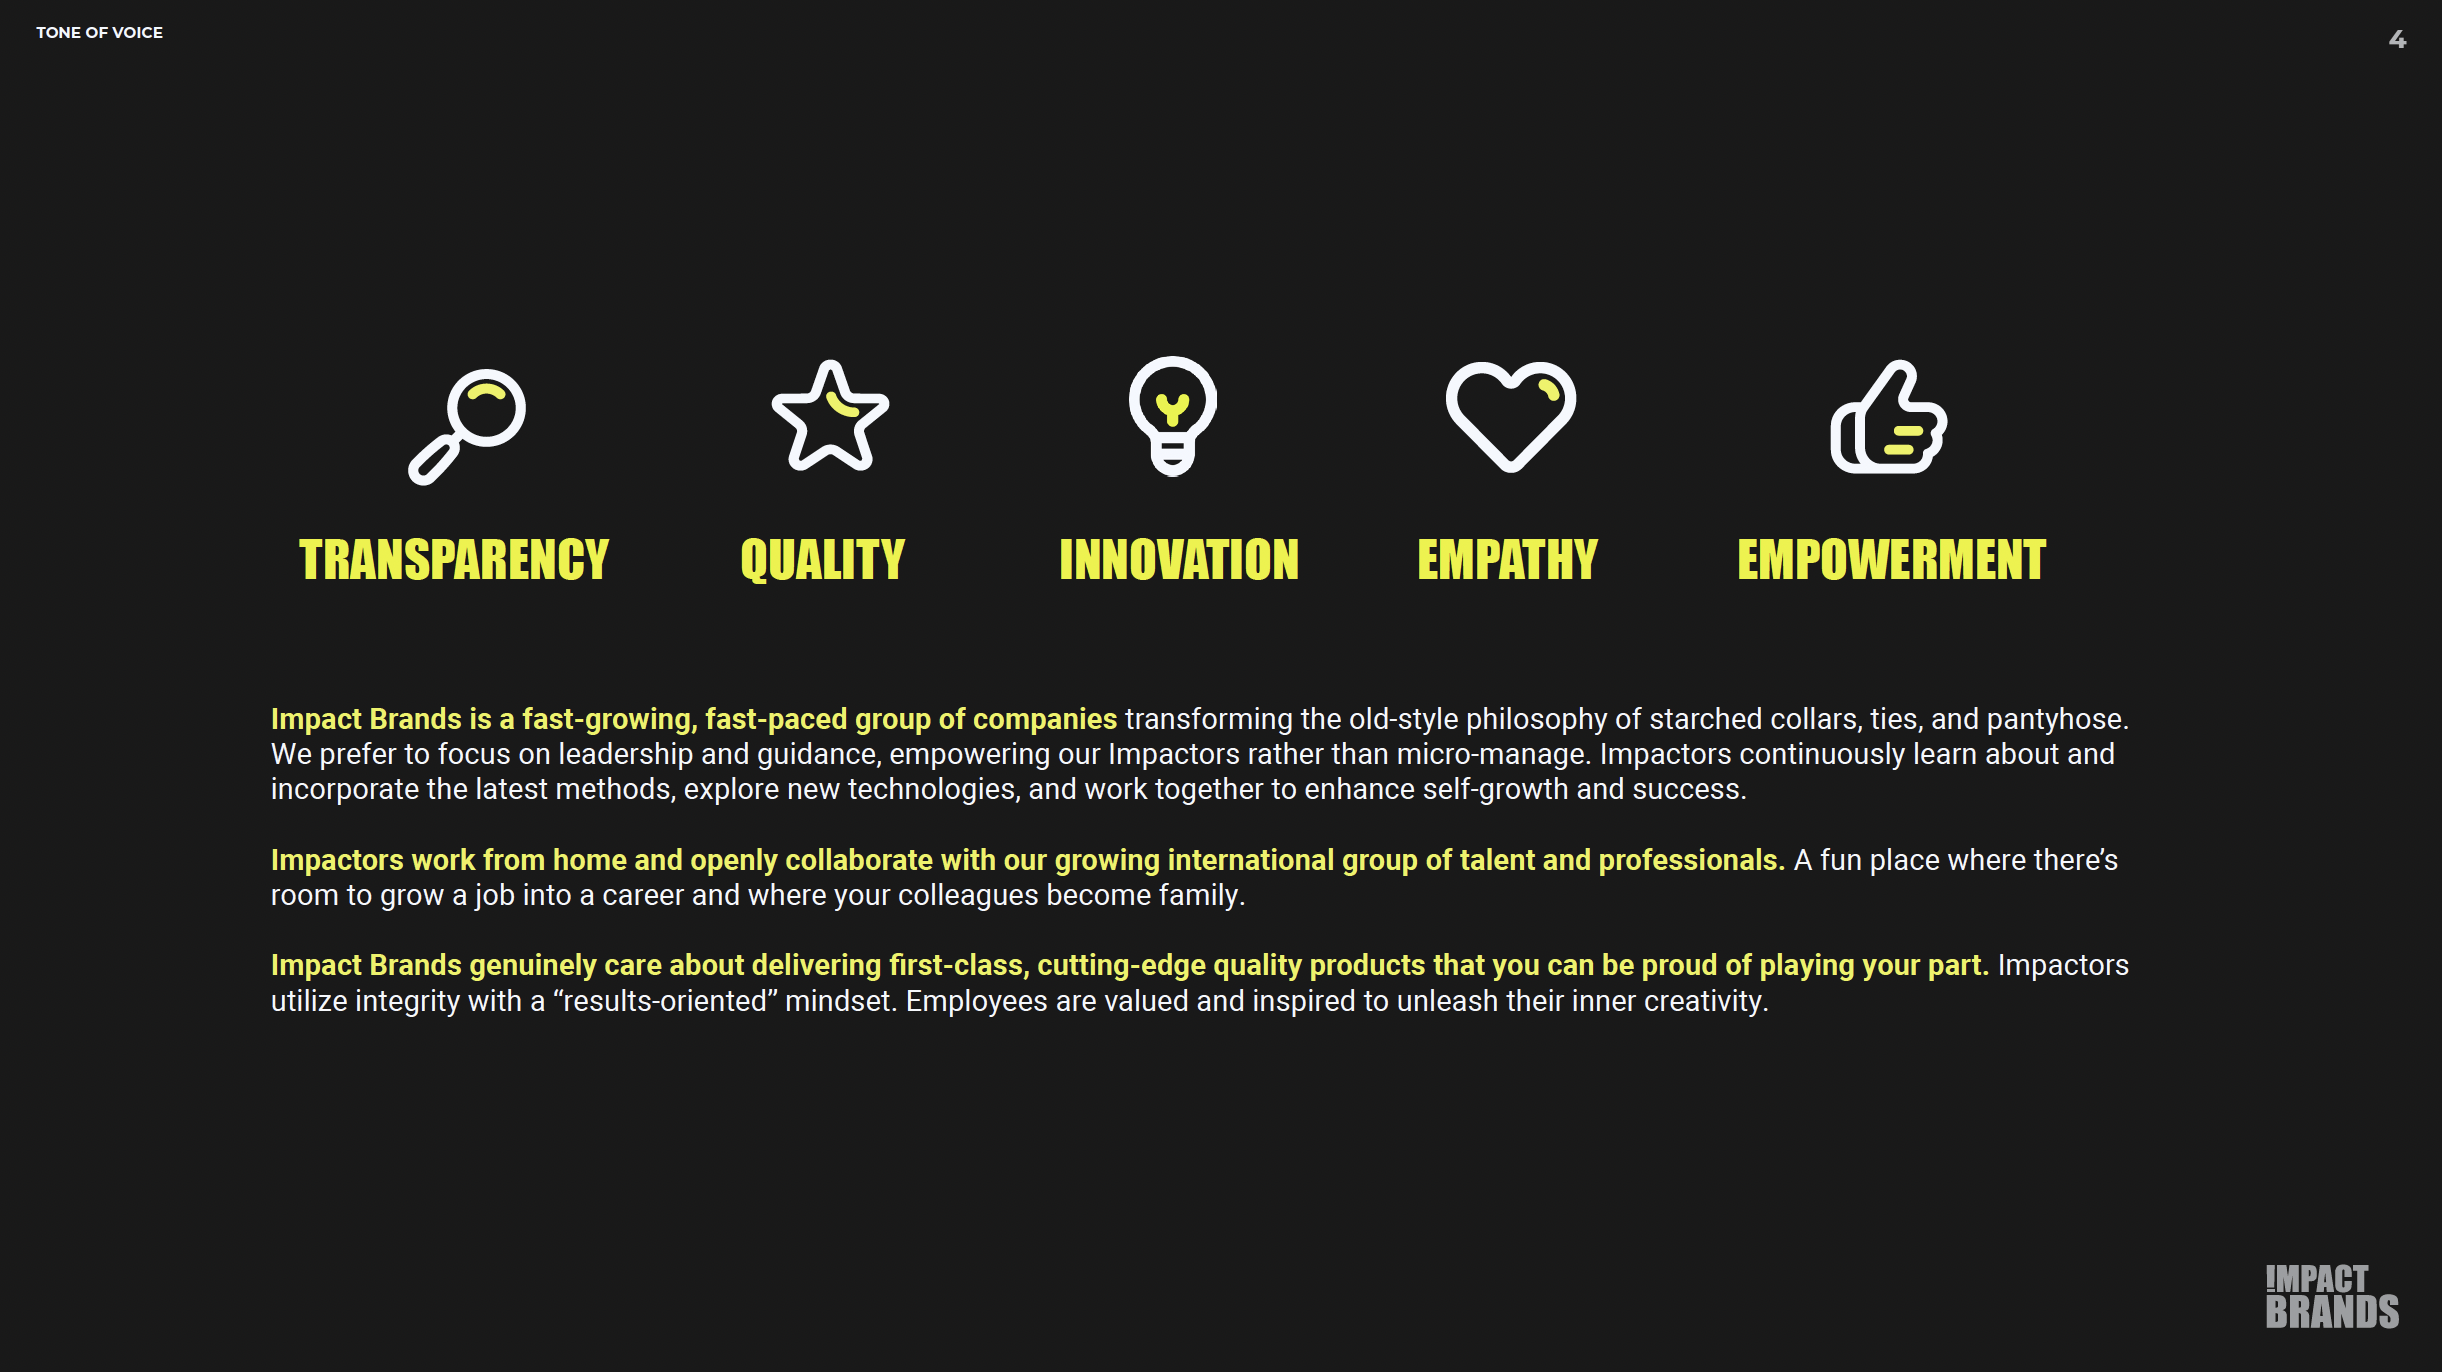 TONE OF VOICE
4
TRANSPARENCY
QUALITY
INNOVATION
EMPATHY
EMPOWERMENT
Impact Brands is a fast-growing, fast-paced group of companies transforming the old-style philosophy of starched collars, ties, and pantyhose.
We prefer to focus on leadership and guidance, empowering our Impactors rather than micro-manage. Impactors continuously learn about and
incorporate the latest methods, explore new technologies, and work together to enhance self-growth and success.
Impactors work from home and openly collaborate with our growing international group of talent and professionals. A fun place where there’s
room to grow a job into a career and where your colleagues become family.
Impact Brands genuinely care about delivering first-class, cutting-edge quality products that you can be proud of playing your part. Impactors
utilize integrity with a “results-oriented” mindset. Employees are valued and inspired to unleash their inner creativity.
IMPACT
BRANDS